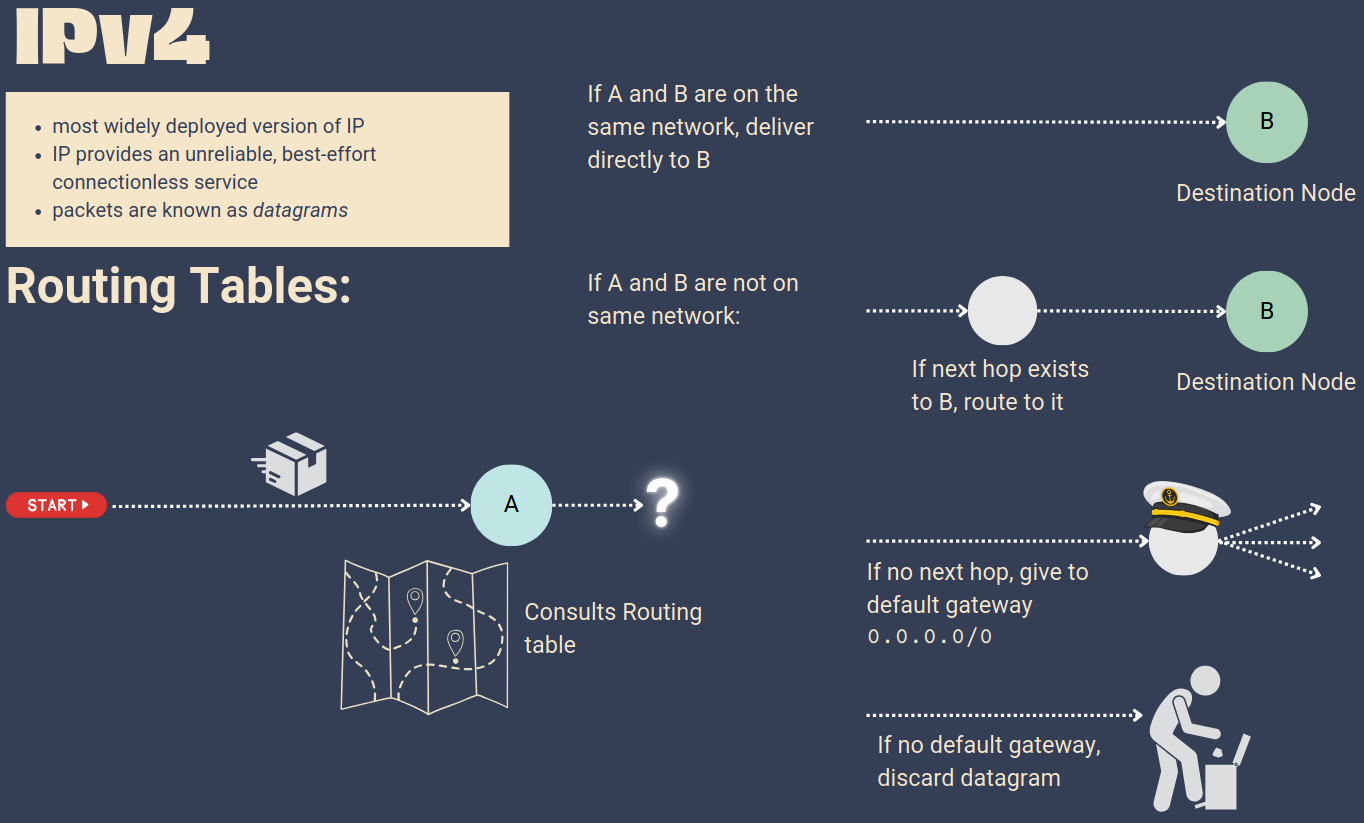 IPv4
• most widely deployed version of IP
• IP provides an unreliable, best-effort
connectionless service
• packets are known as datagrams
Routing Tables:
START
A
?
Consults Routing
table
If A and B are on the
same network, deliver
directly to B
B
Destination Node
If A and B are not on
same network:
If next hop exists
to B, route to it
B
Destination Node
If no next hop, give to
default gateway
0.0.0.0/0
If no default gateway,
discard datagram